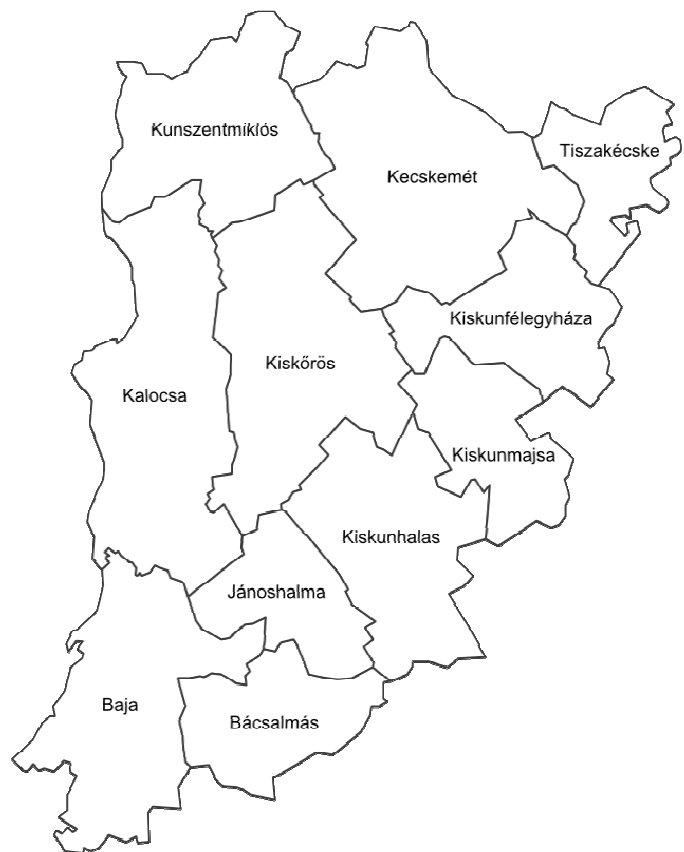 Kunszentmiklós
Tiszakécske
Kecskemét
Kiskunfélegyháza
Kiskőrös
Kalocsa
Kiskunmajsa
Kiskunhalas
Jánoshalma
Baja
Bácsalmás